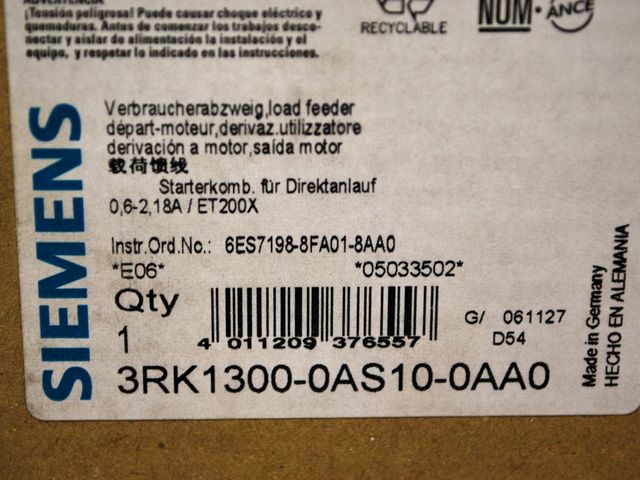 ADVERTENCIA
¡Tensión peligrosa! Puede causar choque eléctrico y
quemaduras. Antes de comenzar los trabajos desco-
nectar y aislar de alimentación la instalación y el
equipo, y respetar lo indicado en las instrucciones.
RECYCLABLE
NOM
ÁNCE
SIEMENS
Verbraucherabzweig,load feeder
départ-moteur,derivaz.utilizzatore
derivación a motor,saída motor
载荷馈线
Starterkomb. für Direktanlauf
0,6-2,18A / ET200X
Instr.Ord.No.: 6ES7198-8FA01-8AA0
*E06* *05033502*
Qty
1
4 011209 376557
G/ 061127
D54
3RK1300-0AS10-0AA0
Made in Germany
HECHO EN ALEMANIA